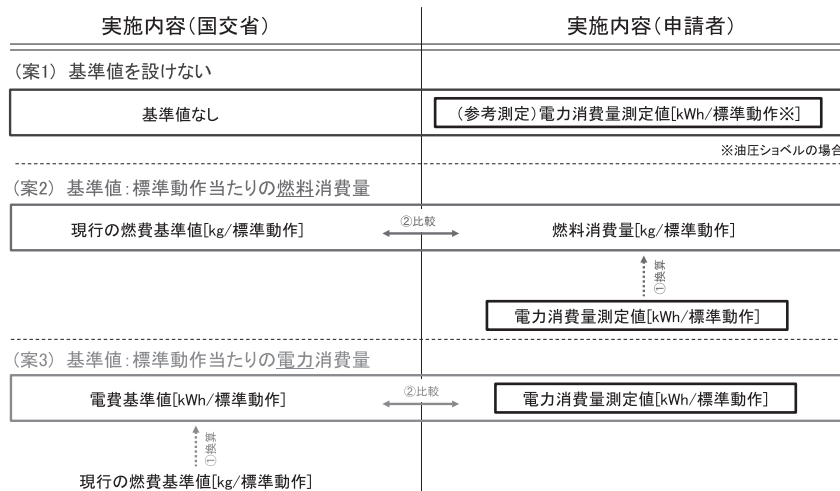 実施内容(国交省)
実施内容(申請者)
(案1) 基準値を設けない
基準値なし
(参考測定)電力消費量測定値[kWh/標準動作※]
※油圧ショベルの場合
(案2) 基準値:標準動作当たりの燃料消費量
現行の燃費基準値[kg/標準動作]
②比較
燃料消費量[kg/標準動作]
①換算
電力消費量測定値[kWh/標準動作]
(案3) 基準値:標準動作当たりの電力消費量
電費基準値[kWh/標準動作]
②比較
電力消費量測定値[kWh/標準動作]
①換算
現行の燃費基準値[kg/標準動作]